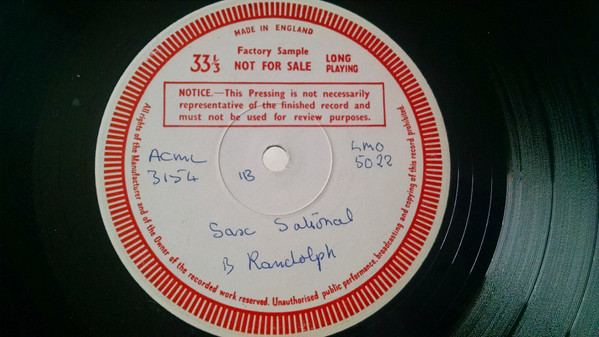 MADE IN ENGLAND
Factory Sample
33⅓ NOT FOR SALE LONG PLAYING
NOTICE.—This Pressing is not necessarily
representative of the finished record and
must not be used for review purposes.
ACML
3154
1B
LMO
5022
Sax Sational
B Randolph
All rights of the Manufacturer and of the Owner of the recorded work reserved. Unauthorised public performance, broadcasting and copying of this record prohibited.